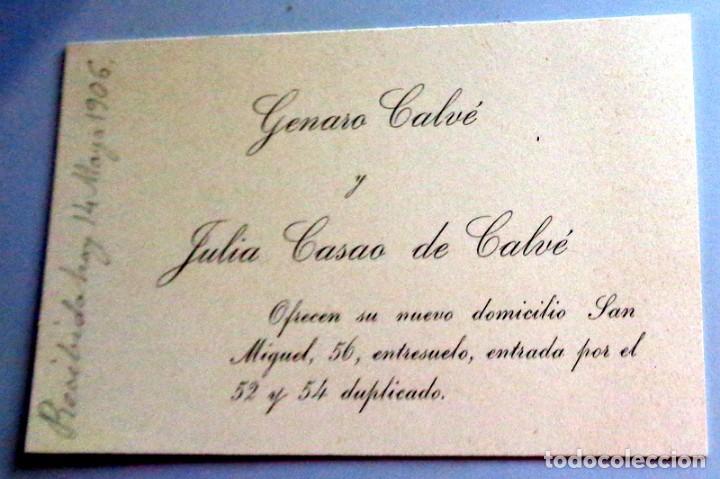 Genaro Calvé
y
Julia Casao de Calvé
Ofrecen su nuevo domicilio San
Miguel, 56, entresuelo, entrada por el
52 y 54 duplicado.
Recibida hoy 14 Mayo 1906.
todocoleccion